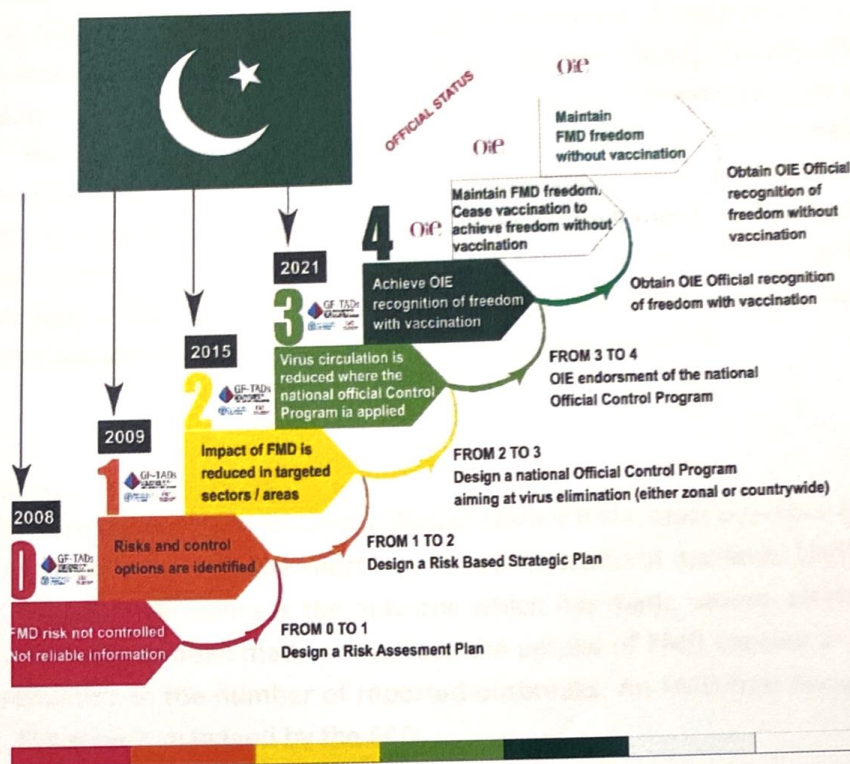 OFFICIAL STATUS
Oie
Maintain
FMD freedom
without vaccination
Oie
Obtain OIE Official
recognition of
freedom without
vaccination
4
Oie
Maintain FMD freedom.
Cease vaccination to
achieve freedom without
vaccination
2021
3
GF-TADs
Achieve OIE
recognition of freedom
with vaccination
Obtain OIE Official recognition
of freedom with vaccination
2015
2
GF-TADs
Virus circulation is
reduced where the
national official Control
Program ia applied
FROM 3 TO 4
OIE endorsment of the national
Official Control Program
2009
1
GF-TADs
Impact of FMD is
reduced in targeted
sectors / areas
FROM 2 TO 3
Design a national Official Control Program
aiming at virus elimination (either zonal or countrywide)
2008
0
GF-TADs
Risks and control
options are identified
FROM 1 TO 2
Design a Risk Based Strategic Plan
FMD risk not controlled
Not reliable information
FROM 0 TO 1
Design a Risk Assesment Plan